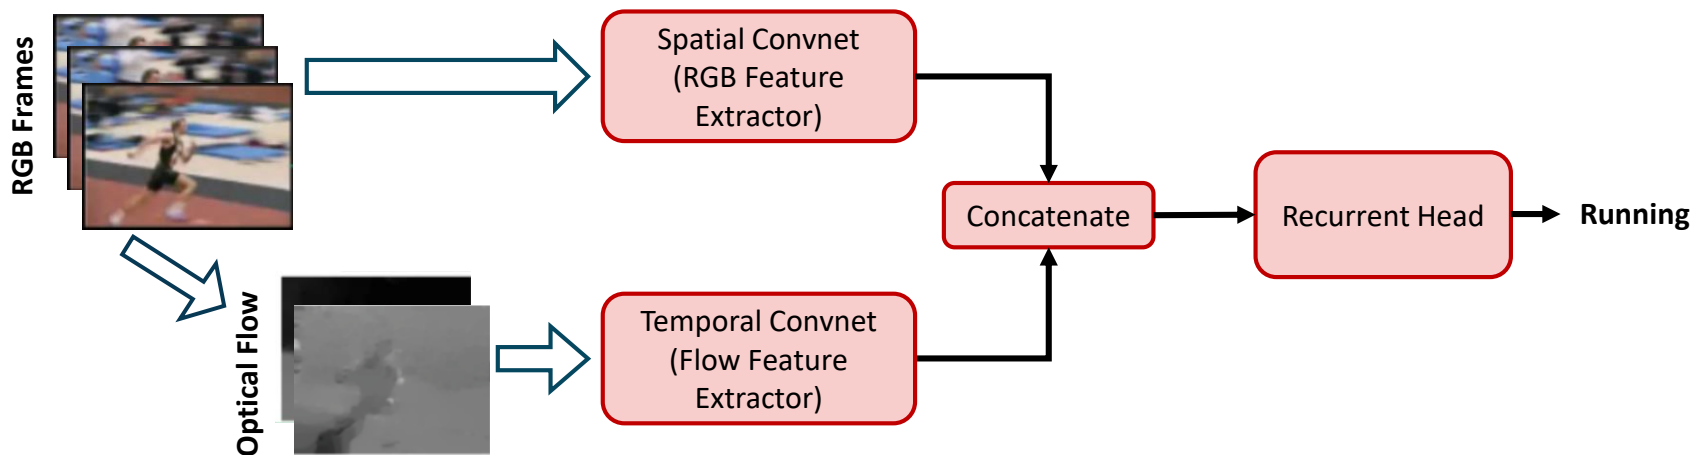 RGB Frames
Spatial Convnet
(RGB Feature
Extractor)
Concatenate
Recurrent Head
Running
Optical Flow
Temporal Convnet
(Flow Feature
Extractor)